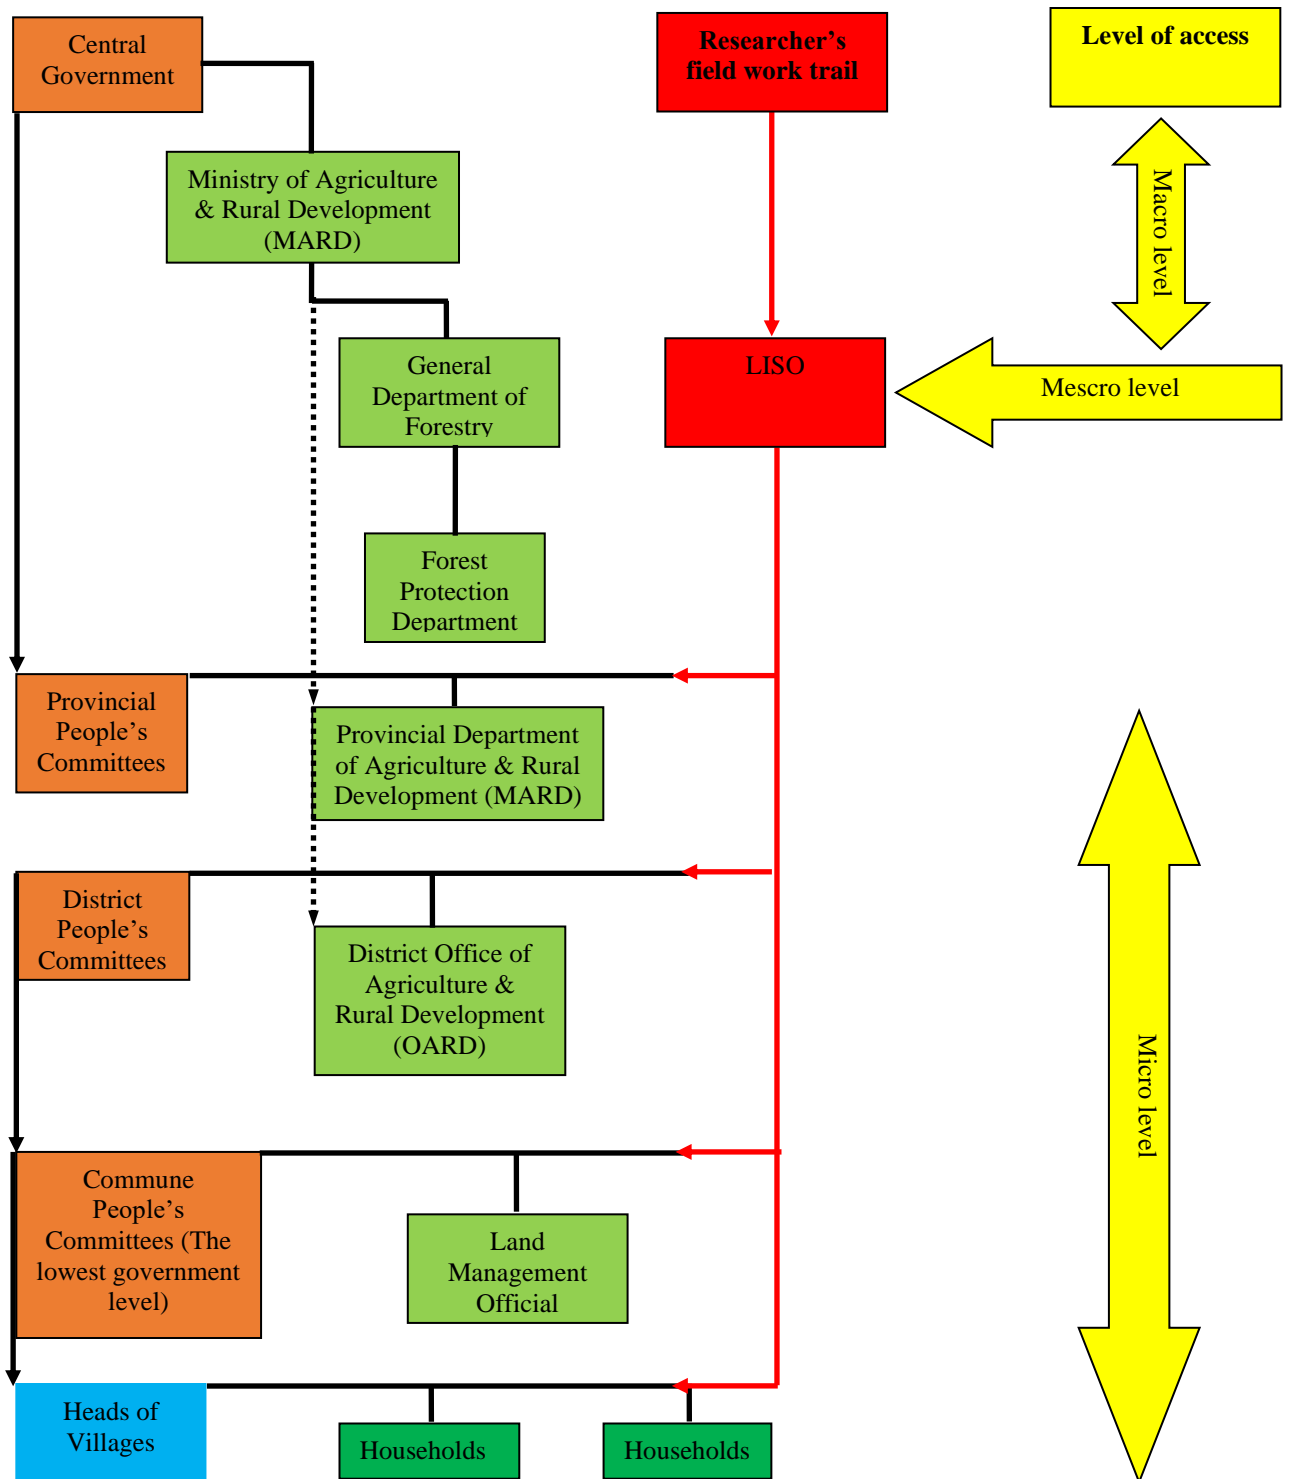 Central
Government
Researcher's
field work trail
Level of access
Ministry of Agriculture
& Rural Development
(MARD)
Macro level
General
Department of
Forestry
LISO
Mescro level
Forest
Protection
Department
Provincial
People's
Committees
Provincial Department
of Agriculture & Rural
Development (MARD)
District
People's
Committees
District Office of
Agriculture &
Rural Development
(OARD)
Micro level
Commune
People's
Committees (The
lowest government
level)
Land
Management
Official
Heads of
Villages
Households
Households